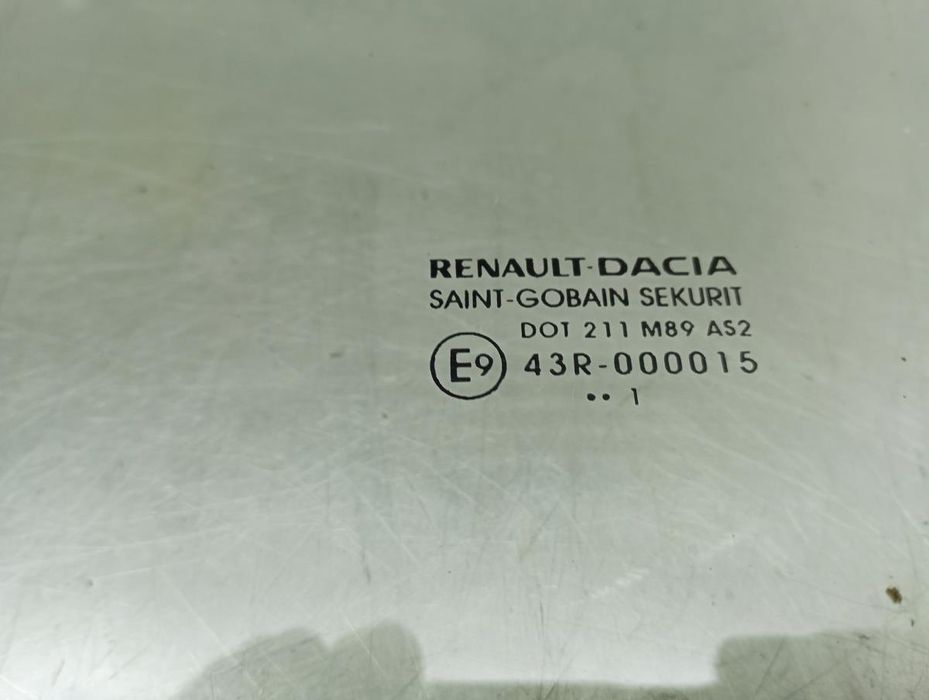 RENAULT-DACIA
SAINT-GOBAIN SEKURIT
DOT 211 M89 AS2
E9 43R-000015
•• 1